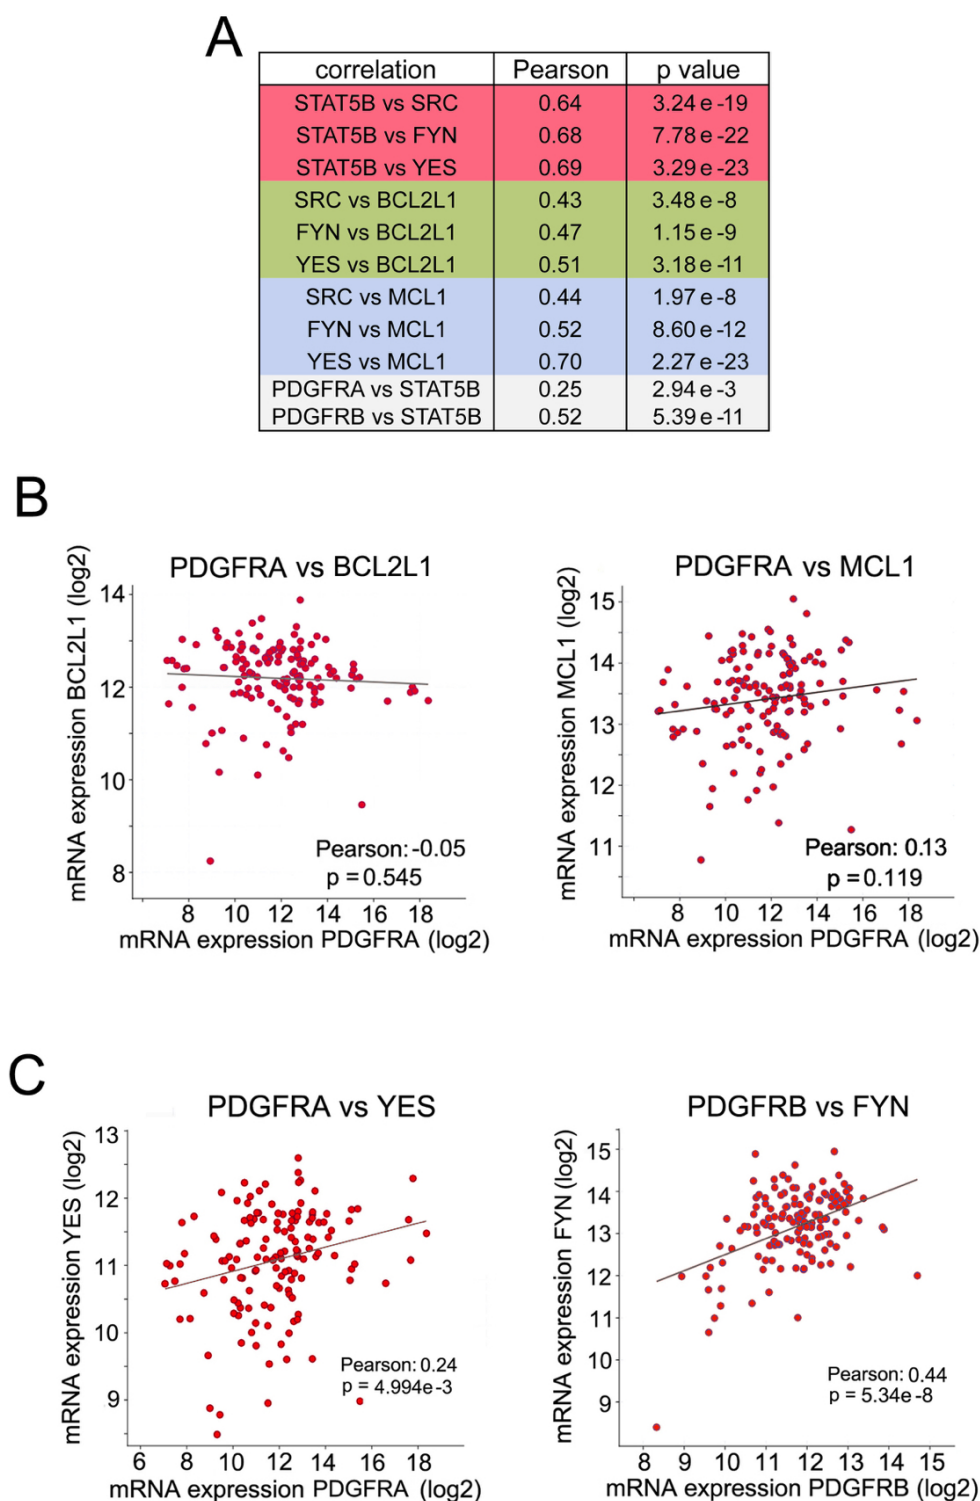 A
correlation Pearson p value
STAT5B vs SRC 0.64 3.24 e -19
STAT5B vs FYN 0.68 7.78 e -22
STAT5B vs YES 0.69 3.29 e -23
SRC vs BCL2L1 0.43 3.48 e -8
FYN vs BCL2L1 0.47 1.15 e -9
YES vs BCL2L1 0.51 3.18 e -11
SRC vs MCL1 0.44 1.97 e -8
FYN vs MCL1 0.52 8.60 e -12
YES vs MCL1 0.70 2.27 e -23
PDGFRA vs STAT5B 0.25 2.94 e -3
PDGFRB vs STAT5B 0.52 5.39 e -11
B
PDGFRA vs BCL2L1
mRNA expression BCL2L1 (log2)
14
12
10
8
Pearson: -0.05
p = 0.545
8 10 12 14 16 18
mRNA expression PDGFRA (log2)
PDGFRA vs MCL1
mRNA expression MCL1 (log2)
15
14
13
12
11
Pearson: 0.13
p = 0.119
8 10 12 14 16 18
mRNA expression PDGFRA (log2)
C
PDGFRA vs YES
mRNA expression YES (log2)
13
12
11
10
9
Pearson: 0.24
p = 4.994e-3
6 8 10 12 14 16 18
mRNA expression PDGFRA (log2)
PDGFRB vs FYN
mRNA expression FYN (log2)
15
14
13
12
11
10
9
Pearson: 0.44
p = 5.34e-8
8 9 10 11 12 13 14 15
mRNA expression PDGFRB (log2)